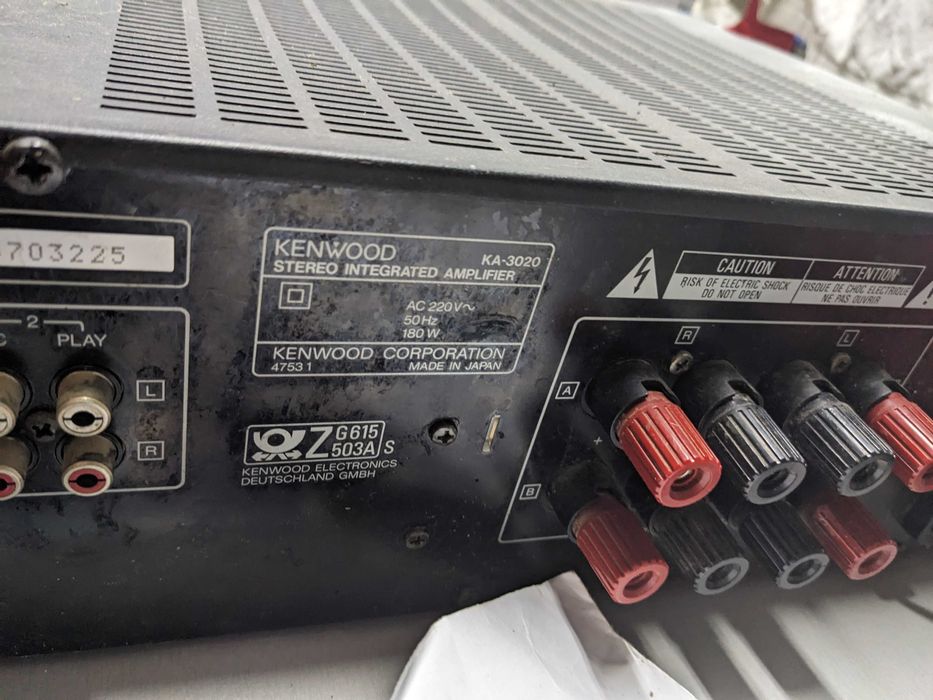 703225
2
PLAY
L
R
KENWOOD KA-3020
STEREO INTEGRATED AMPLIFIER
AC 220V~
50Hz
180W
KENWOOD CORPORATION
47531 MADE IN JAPAN
Z G615
503A S
KENWOOD ELECTRONICS
DEUTSCHLAND GMBH
CAUTION
RISK OF ELECTRIC SHOCK
DO NOT OPEN
ATTENTION
RISQUE DE CHOC ELECTRIQUE
NE PAS OUVRIR
R
L
A
+
B